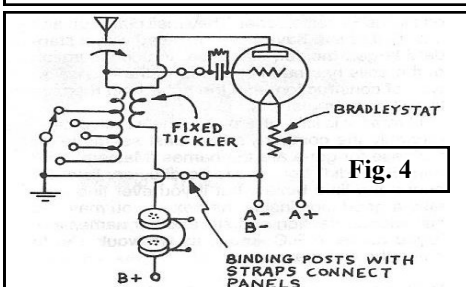 FIXED
TICKLER
BRADLEYSTAT
Fig. 4
A-
B-
A+
B+
BINDING POSTS WITH
STRAPS CONNECT
PANELS